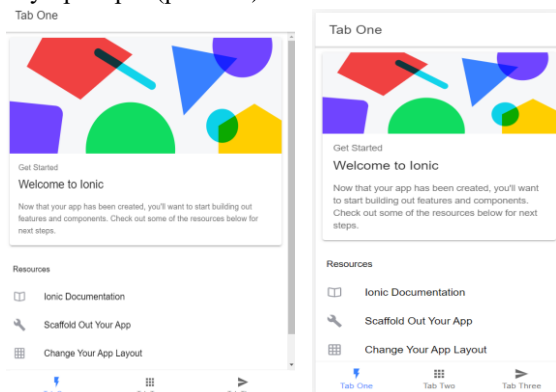 Tab One
Get Started
Welcome to Ionic
Now that your app has been created, you'll want to start building out
features and components. Check out some of the resources below for
next steps.
Resources
Ionic Documentation
Scaffold Out Your App
Change Your App Layout
Tab One
Get Started
Welcome to Ionic
Now that your app has been created, you'll want
to start building out features and components.
Check out some of the resources below for next
steps.
Resources
Ionic Documentation
Scaffold Out Your App
Change Your App Layout
Tab One Tab Two Tab Three